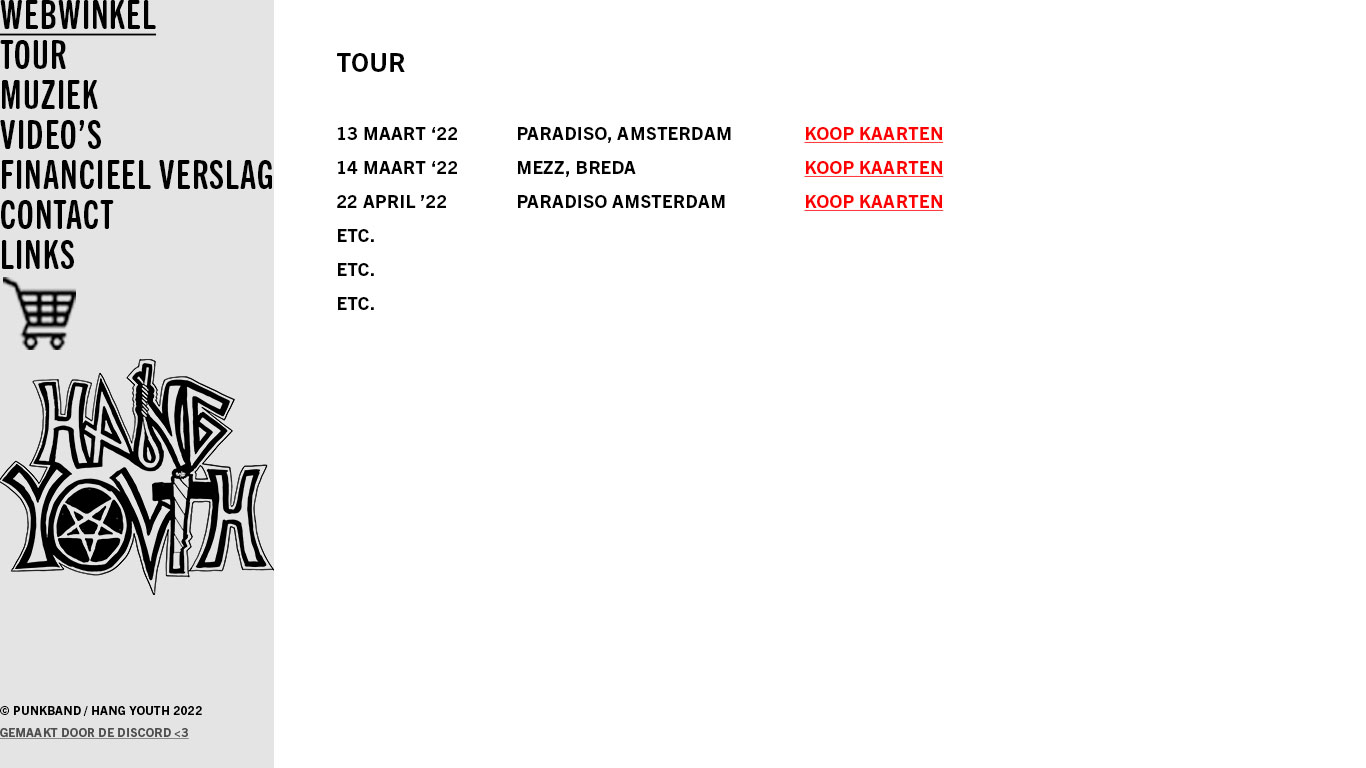 WEBWINKEL
TOUR
MUZIEK
VIDEO’S
FINANCIEEL VERSLAG
CONTACT
LINKS
HANG
YOUTH
© PUNKBAND / HANG YOUTH 2022
GEMAAKT DOOR DE DISCORD <3
TOUR
13 MAART ‘22 PARADISO, AMSTERDAM KOOP KAARTEN
14 MAART ‘22 MEZZ, BREDA KOOP KAARTEN
22 APRIL ’22 PARADISO AMSTERDAM KOOP KAARTEN
ETC.
ETC.
ETC.